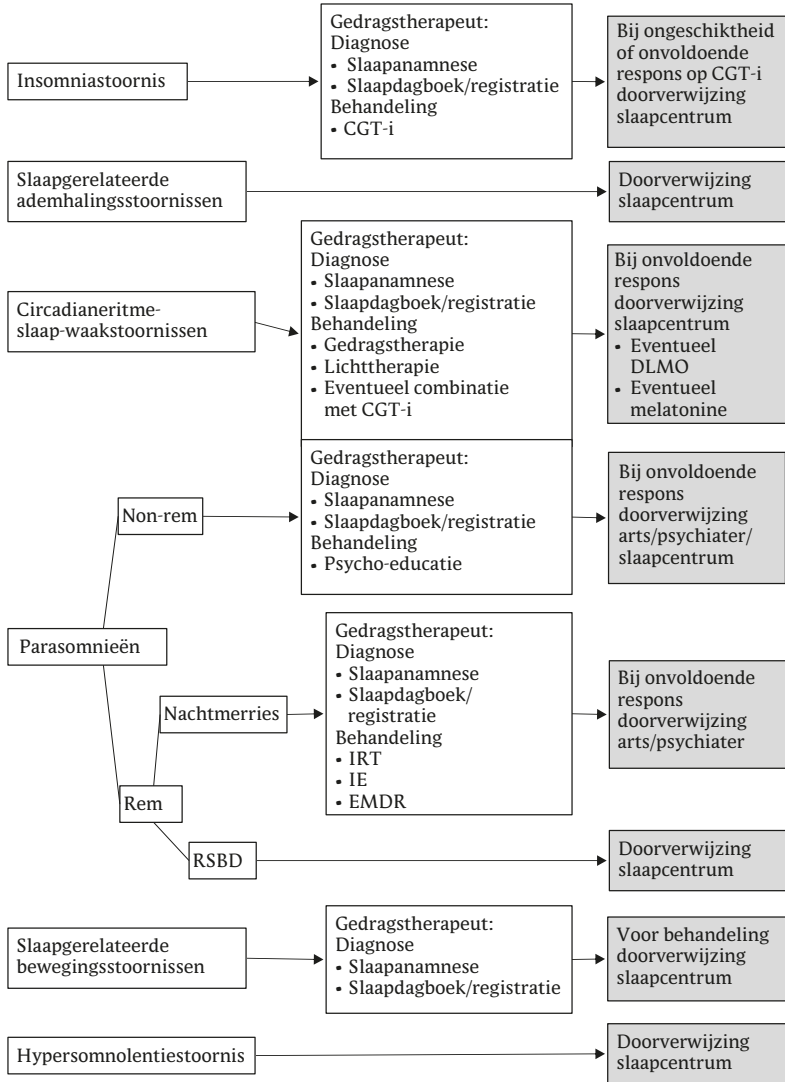 Insomniastoornis
Gedragstherapeut:
Diagnose
• Slaapanamnese
• Slaapdagboek/registratie
Behandeling
• CGT-i
Bij ongeschiktheid
of onvoldoende
respons op CGT-i
doorverwijzing
slaapcentrum
Slaapgerelateerde
ademhalingsstoornissen
Doorverwijzing
slaapcentrum
Circadianeritme-
slaap-waakstoornissen
Gedragstherapeut:
Diagnose
• Slaapanamnese
• Slaapdagboek/registratie
Behandeling
• Gedragstherapie
• Lichttherapie
• Eventueel combinatie
met CGT-i
Bij onvoldoende
respons
doorverwijzing
slaapcentrum
• Eventueel
DLMO
• Eventueel
melatonine
Parasomnieën
Non-rem
Gedragstherapeut:
Diagnose
• Slaapanamnese
• Slaapdagboek/registratie
Behandeling
• Psycho-educatie
Bij onvoldoende
respons
doorverwijzing
arts/psychiater/
slaapcentrum
Rem
Nachtmerries
Gedragstherapeut:
Diagnose
• Slaapanamnese
• Slaapdagboek/
registratie
Behandeling
• IRT
• IE
• EMDR
Bij onvoldoende
respons
doorverwijzing
arts/psychiater
RSBD
Doorverwijzing
slaapcentrum
Slaapgerelateerde
bewegingsstoornissen
Gedragstherapeut:
Diagnose
• Slaapanamnese
• Slaapdagboek/registratie
Voor behandeling
doorverwijzing
slaapcentrum
Hypersomnolentiestoornis
Doorverwijzing
slaapcentrum